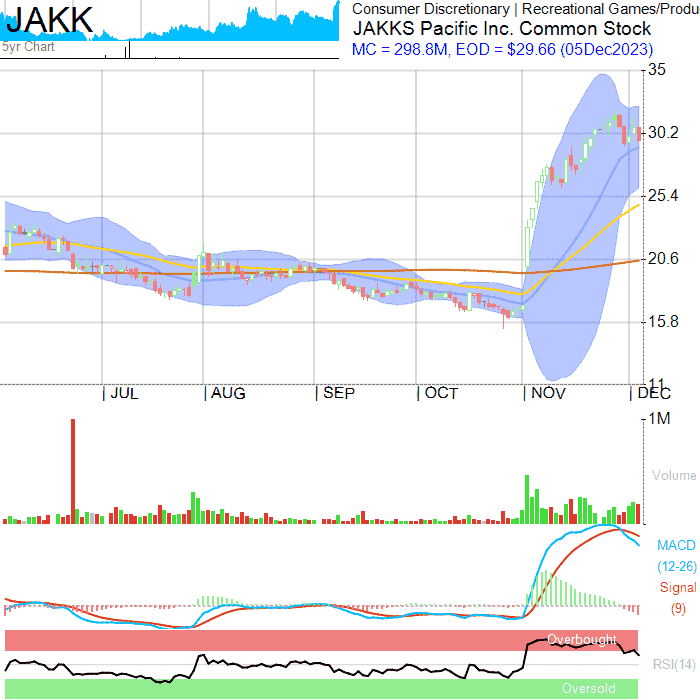 JAKK
5yr Chart
Consumer Discretionary | Recreational Games/Produ
JAKKS Pacific Inc. Common Stock
MC = 298.8M, EOD = $29.66 (05Dec2023)
35
30.2
25.4
20.6
15.8
11
| JUL | AUG | SEP | OCT | NOV | DEC
1M
Volume
MACD
(12-26)
Signal
(9)
Overbought
RSI(14)
Oversold